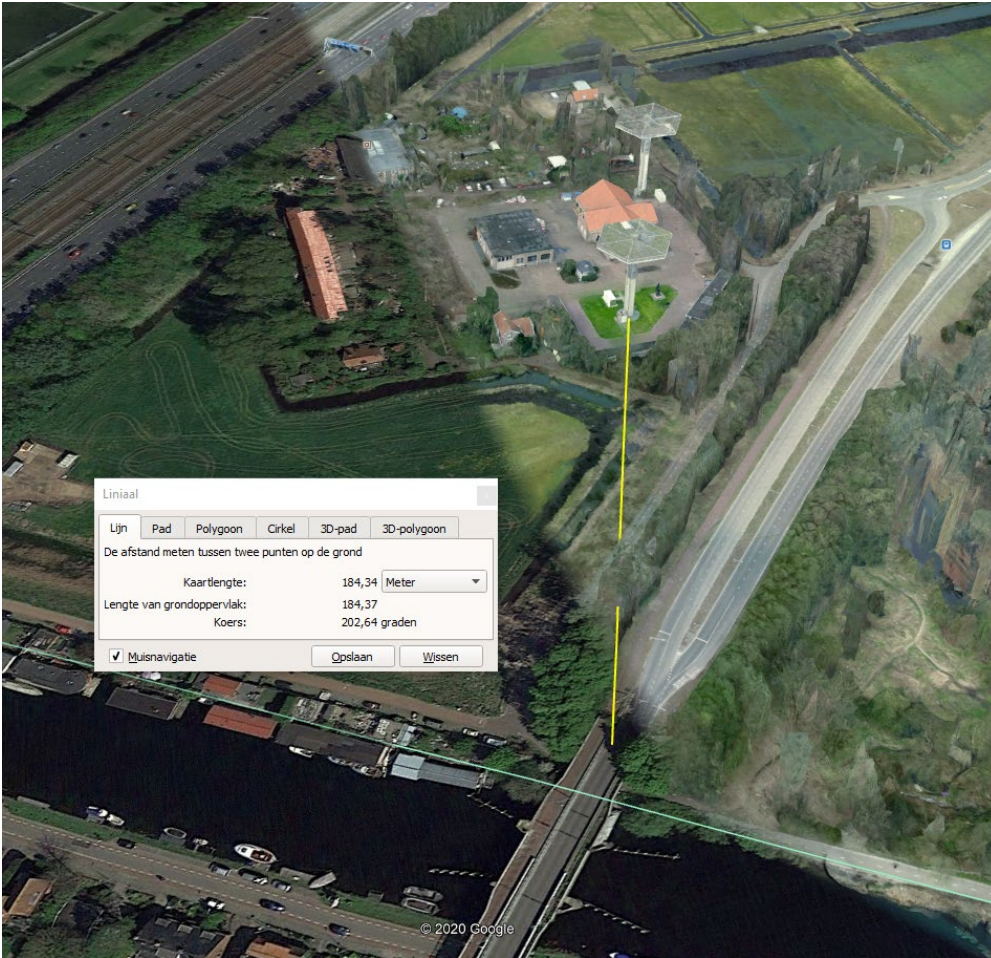 Liniaal
Lijn Pad Polygoon Cirkel 3D-pad 3D-polygoon
De afstand meten tussen twee punten op de grond
Kaartlengte: 184,34 Meter
Lengte van grondoppervlak: 184,37
Koers: 202,64 graden
Muisnavigatie Opslaan Wissen
© 2020 Google